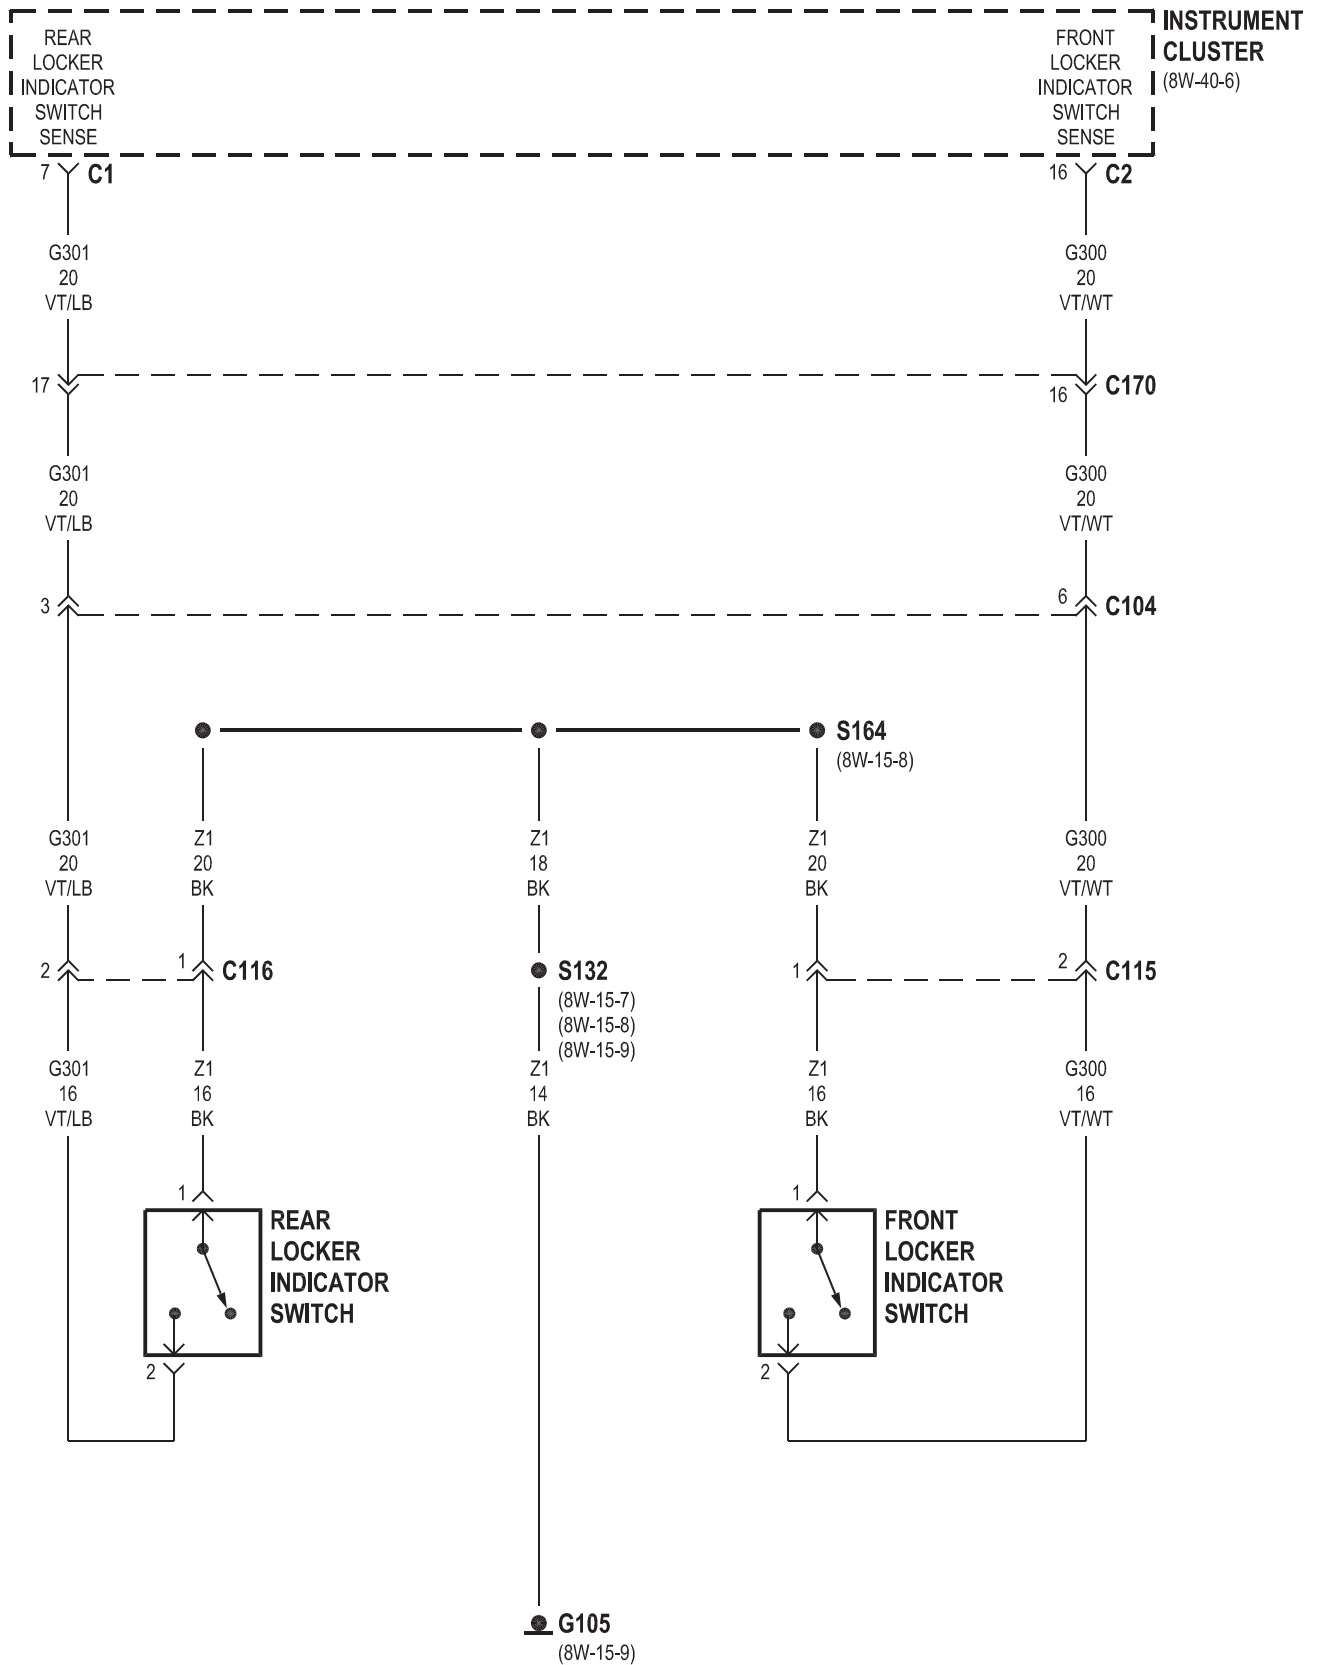 REAR
LOCKER
INDICATOR
SWITCH
SENSE
FRONT
LOCKER
INDICATOR
SWITCH
SENSE
INSTRUMENT
CLUSTER
(8W-40-6)
7
C1
16
C2
G301
20
VT/LB
G300
20
VT/WT
17
16
C170
G301
20
VT/LB
G300
20
VT/WT
3
6
C104
S164
(8W-15-8)
G301
20
VT/LB
Z1
20
BK
Z1
18
BK
Z1
20
BK
G300
20
VT/WT
2
1
C116
S132
(8W-15-7)
(8W-15-8)
(8W-15-9)
1
2
C115
G301
16
VT/LB
Z1
16
BK
Z1
14
BK
Z1
16
BK
G300
16
VT/WT
1
REAR
LOCKER
INDICATOR
SWITCH
2
1
FRONT
LOCKER
INDICATOR
SWITCH
2
G105
(8W-15-9)